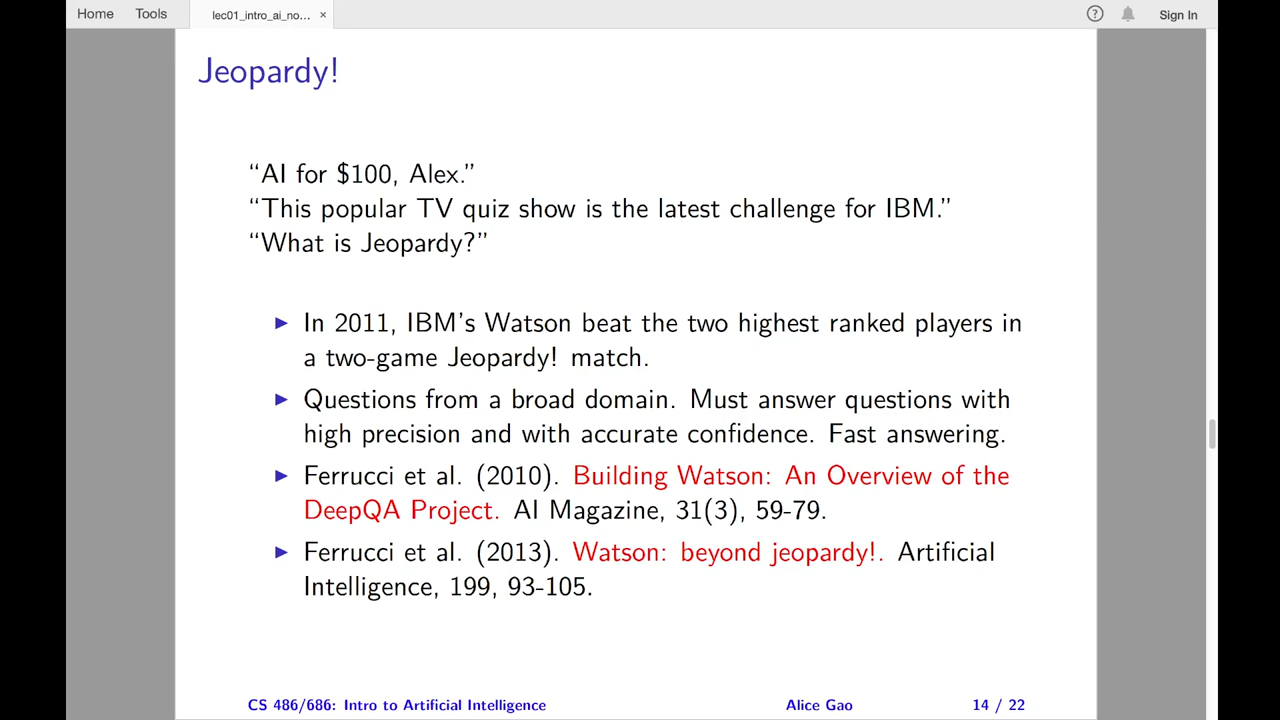 Home Tools lec01_intro_ai_no... × ? Sign In
Jeopardy!
“AI for $100, Alex.”
“This popular TV quiz show is the latest challenge for IBM.”
“What is Jeopardy?”
▶ In 2011, IBM’s Watson beat the two highest ranked players in
a two-game Jeopardy! match.
▶ Questions from a broad domain. Must answer questions with
high precision and with accurate confidence. Fast answering.
▶ Ferrucci et al. (2010). Building Watson: An Overview of the
DeepQA Project. AI Magazine, 31(3), 59-79.
▶ Ferrucci et al. (2013). Watson: beyond jeopardy!. Artificial
Intelligence, 199, 93-105.
CS 486/686: Intro to Artificial Intelligence Alice Gao 14 / 22